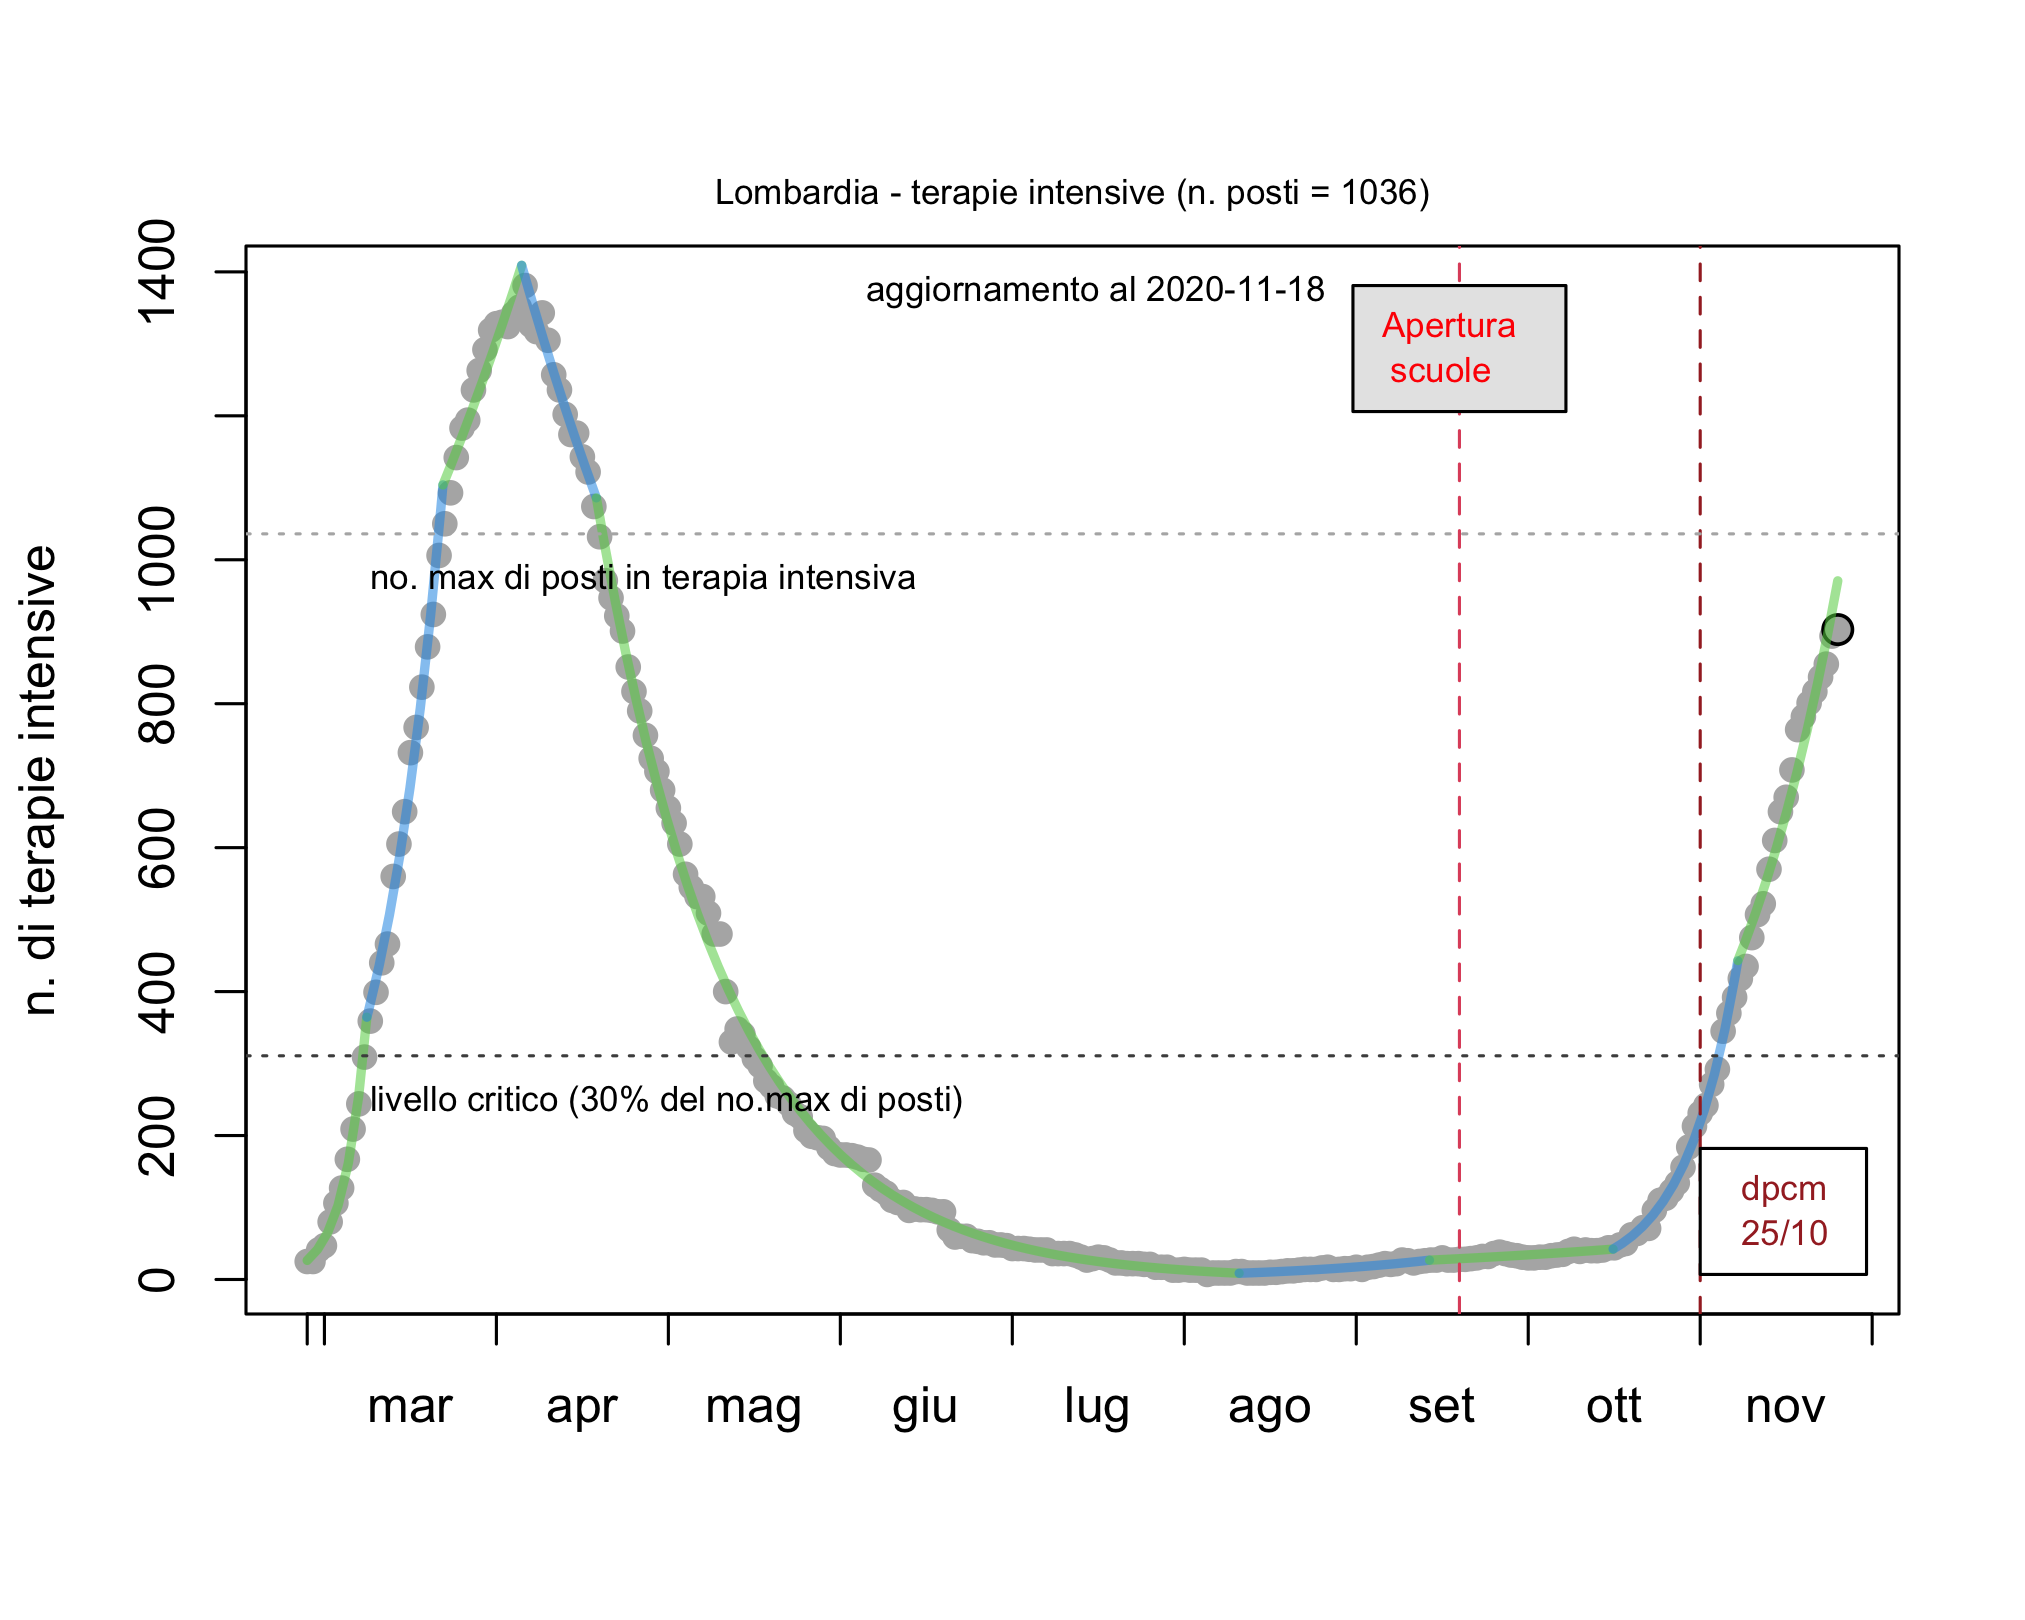 Lombardia - terapie intensive (n. posti = 1036)
aggiornamento al 2020-11-18
Apertura
scuole
no. max di posti in terapia intensiva
livello critico (30% del no.max di posti)
dpcm
25/10
n. di terapie intensive
1400
1000
800
600
400
200
0
mar apr mag giu lug ago set ott nov